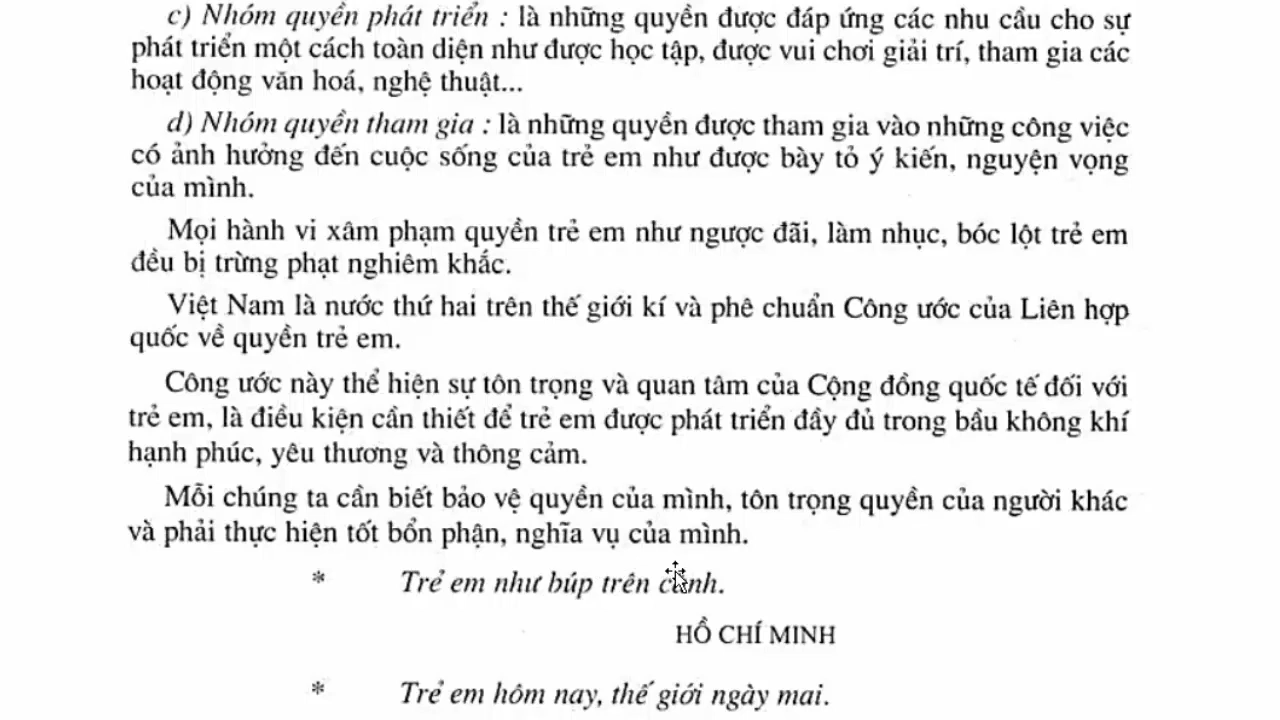 c) Nhóm quyền phát triển : là những quyền được đáp ứng các nhu cầu cho sự
phát triển một cách toàn diện như được học tập, được vui chơi giải trí, tham gia các
hoạt động văn hoá, nghệ thuật...
d) Nhóm quyền tham gia : là những quyền được tham gia vào những công việc
có ảnh hưởng đến cuộc sống của trẻ em như được bày tỏ ý kiến, nguyện vọng
của mình.
Mọi hành vi xâm phạm quyền trẻ em như ngược đãi, làm nhục, bóc lột trẻ em
đều bị trừng phạt nghiêm khắc.
Việt Nam là nước thứ hai trên thế giới kí và phê chuẩn Công ước của Liên hợp
quốc về quyền trẻ em.
Công ước này thể hiện sự tôn trọng và quan tâm của Cộng đồng quốc tế đối với
trẻ em, là điều kiện cần thiết để trẻ em được phát triển đầy đủ trong bầu không khí
hạnh phúc, yêu thương và thông cảm.
Mỗi chúng ta cần biết bảo vệ quyền của mình, tôn trọng quyền của người khác
và phải thực hiện tốt bổn phận, nghĩa vụ của mình.
* Trẻ em như búp trên cành.
HỒ CHÍ MINH
* Trẻ em hôm nay, thế giới ngày mai.